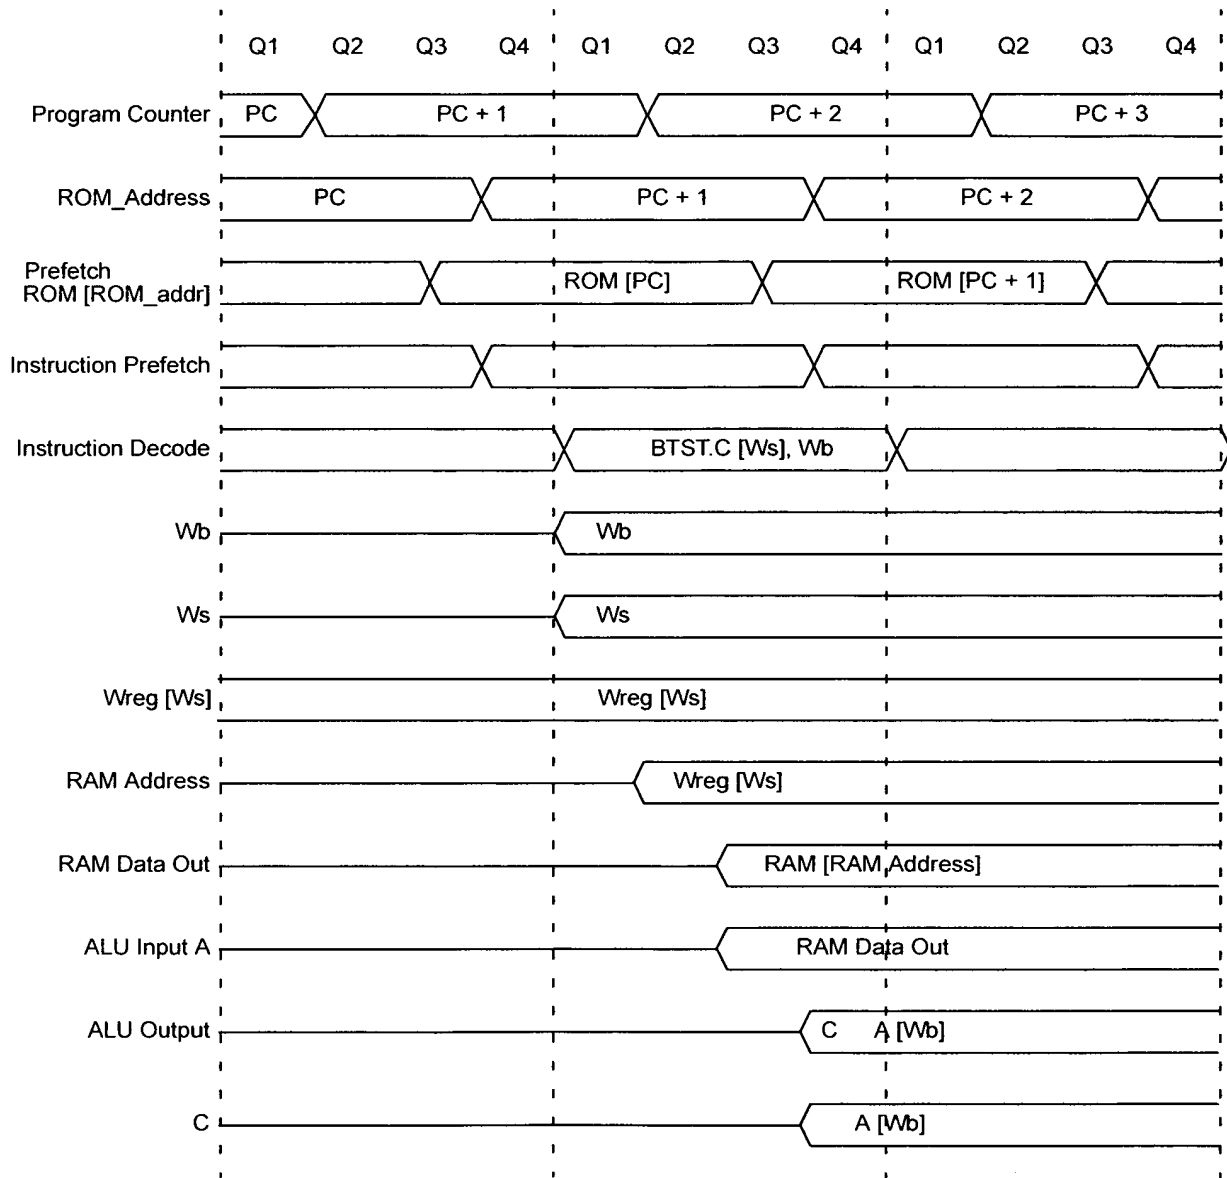 Q1 Q2 Q3 Q4 Q1 Q2 Q3 Q4 Q1 Q2 Q3 Q4
Program Counter PC PC + 1 PC + 2 PC + 3
ROM_Address PC PC + 1 PC + 2
Prefetch
ROM [ROM_addr] ROM [PC] ROM [PC + 1]
Instruction Prefetch
Instruction Decode BTST.C [Ws], Wb
Wb Wb
Ws Ws
Wreg [Ws] Wreg [Ws]
RAM Address Wreg [Ws]
RAM Data Out RAM [RAM Address]
ALU Input A RAM Data Out
ALU Output C A [Wb]
C A [Wb]